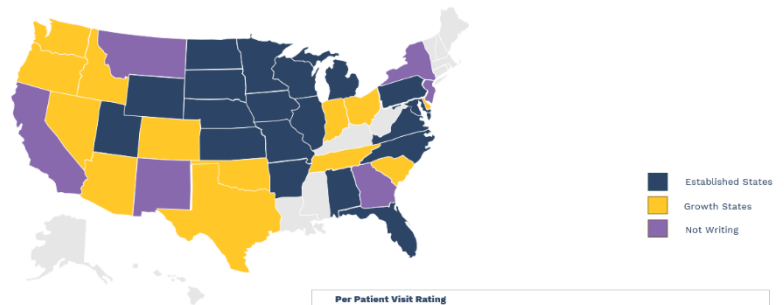 Established States
Growth States
Not Writing
Per Patient Visit Rating